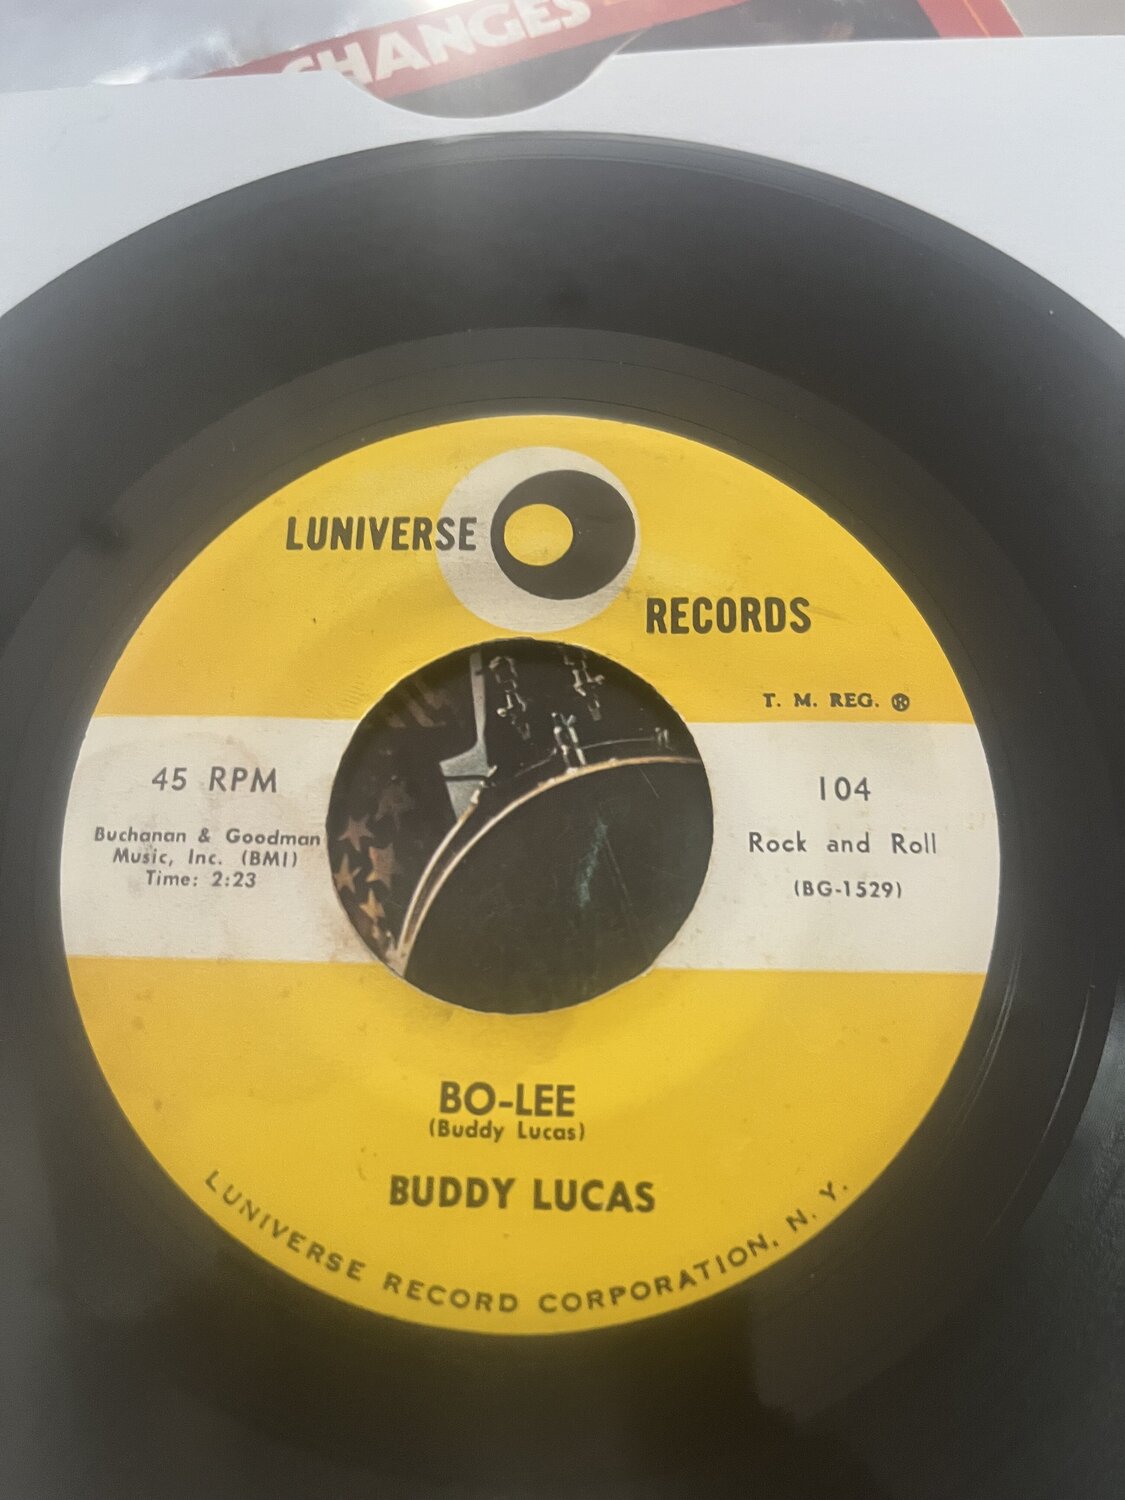 CHANGES
LUNIVERSE
RECORDS
T. M. REG. ®
45 RPM
Buchanan & Goodman
Music, Inc. (BMI)
Time: 2:23
104
Rock and Roll
(BG-1529)
BO-LEE
(Buddy Lucas)
BUDDY LUCAS
LUNIVERSE RECORD CORPORATION, N. Y.